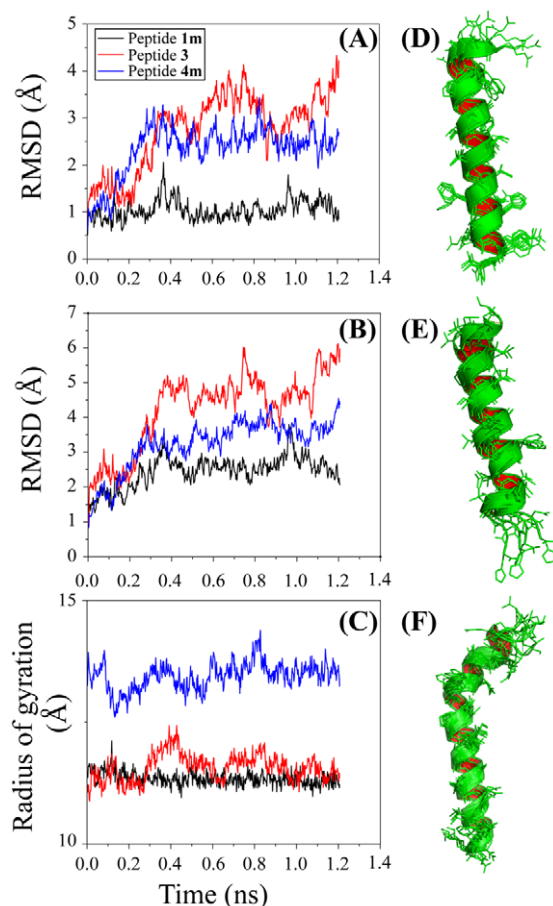 Peptide 1m
Peptide 3
Peptide 4m
(A)
RMSD (Å)
5
4
3
2
1
0
0.0 0.2 0.4 0.6 0.8 1.0 1.2 1.4
(D)
(B)
RMSD (Å)
7
6
5
4
3
2
1
0
0.0 0.2 0.4 0.6 0.8 1.0 1.2 1.4
(E)
(C)
Radius of gyration
(Å)
15
10
0.0 0.2 0.4 0.6 0.8 1.0 1.2 1.4
Time (ns)
(F)